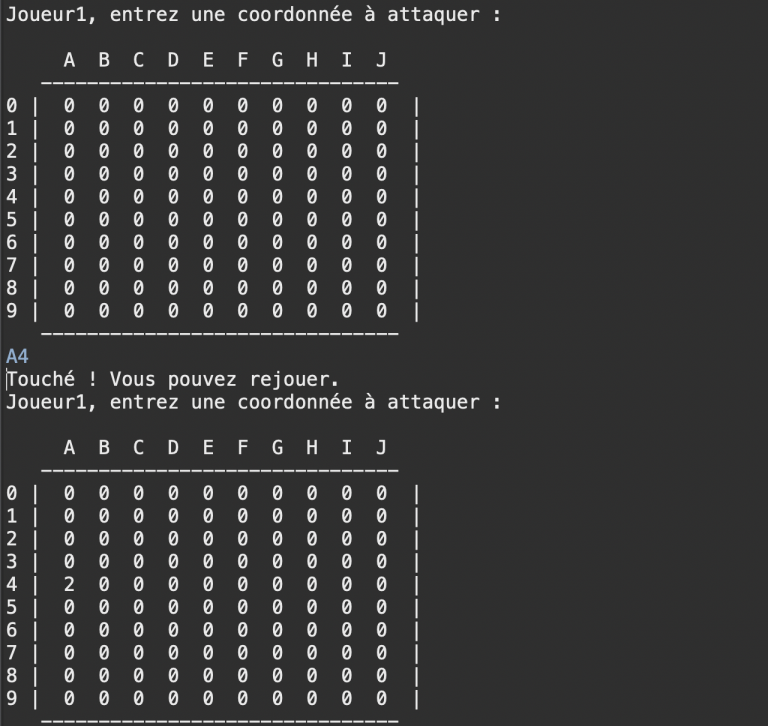 Joueur1, entrez une coordonnée à attaquer :
A B C D E F G H I J
-------------------------------
0 | 0 0 0 0 0 0 0 0 0 0 |
1 | 0 0 0 0 0 0 0 0 0 0 |
2 | 0 0 0 0 0 0 0 0 0 0 |
3 | 0 0 0 0 0 0 0 0 0 0 |
4 | 0 0 0 0 0 0 0 0 0 0 |
5 | 0 0 0 0 0 0 0 0 0 0 |
6 | 0 0 0 0 0 0 0 0 0 0 |
7 | 0 0 0 0 0 0 0 0 0 0 |
8 | 0 0 0 0 0 0 0 0 0 0 |
9 | 0 0 0 0 0 0 0 0 0 0 |
-------------------------------
A4
Touché ! Vous pouvez rejouer.
Joueur1, entrez une coordonnée à attaquer :
A B C D E F G H I J
-------------------------------
0 | 0 0 0 0 0 0 0 0 0 0 |
1 | 0 0 0 0 0 0 0 0 0 0 |
2 | 0 0 0 0 0 0 0 0 0 0 |
3 | 0 0 0 0 0 0 0 0 0 0 |
4 | 2 0 0 0 0 0 0 0 0 0 |
5 | 0 0 0 0 0 0 0 0 0 0 |
6 | 0 0 0 0 0 0 0 0 0 0 |
7 | 0 0 0 0 0 0 0 0 0 0 |
8 | 0 0 0 0 0 0 0 0 0 0 |
9 | 0 0 0 0 0 0 0 0 0 0 |
-------------------------------